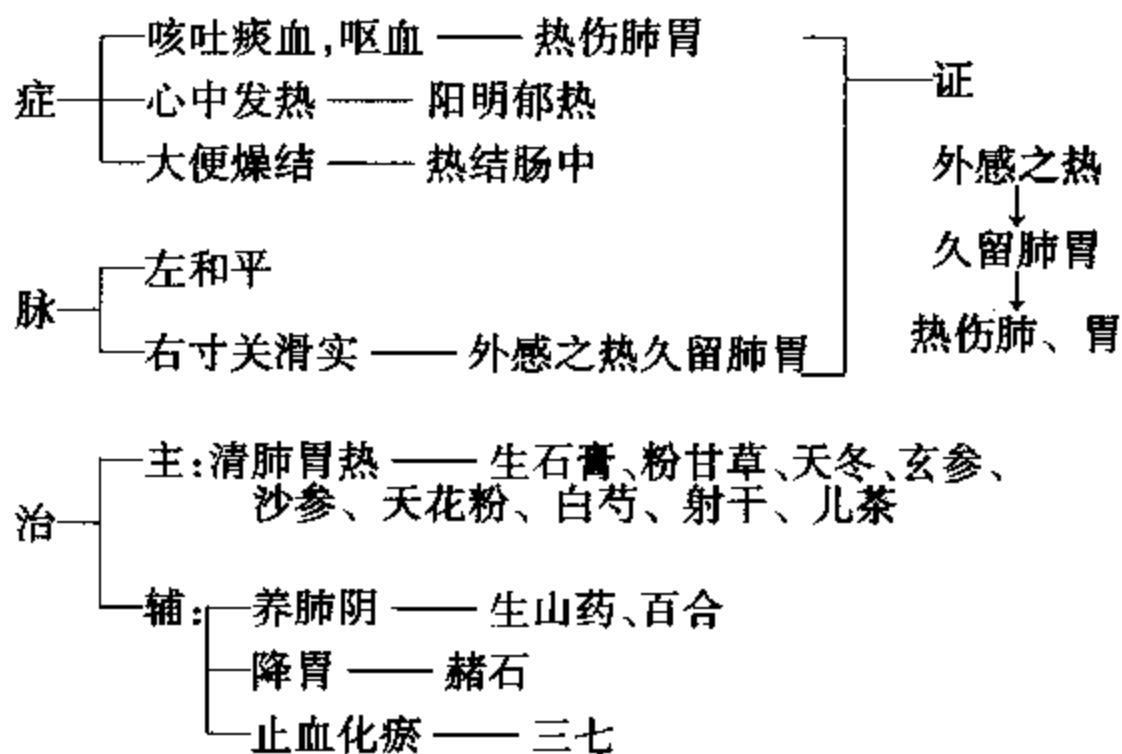 咳吐痰血,呕血 热伤肺胃
症 心中发热 阳明郁热 证
大便燥结 热结肠中 外感之热
久留肺胃
左和平
脉 热伤肺、胃
右寸关滑实 外感之热久留肺胃
主:清肺胃热 生石膏、粉甘草、天冬、玄参、
沙参、天花粉、白芍、射干、儿茶
治
辅: 养肺阴 生山药、百合
降胃 赭石
止血化瘀 三七